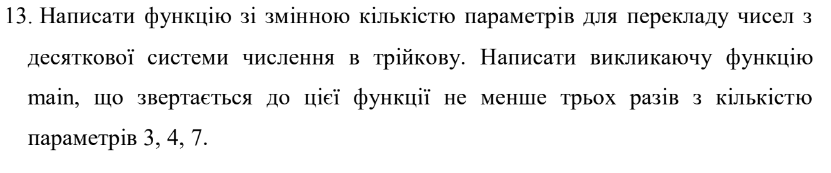 13. Написати функцію зі змінною кількістю параметрів для перекладу чисел з
десяткової системи числення в трійкову. Написати викликаючу функцію
main, що звертається до цієї функції не менше трьох разів з кількістю
параметрів 3, 4, 7.